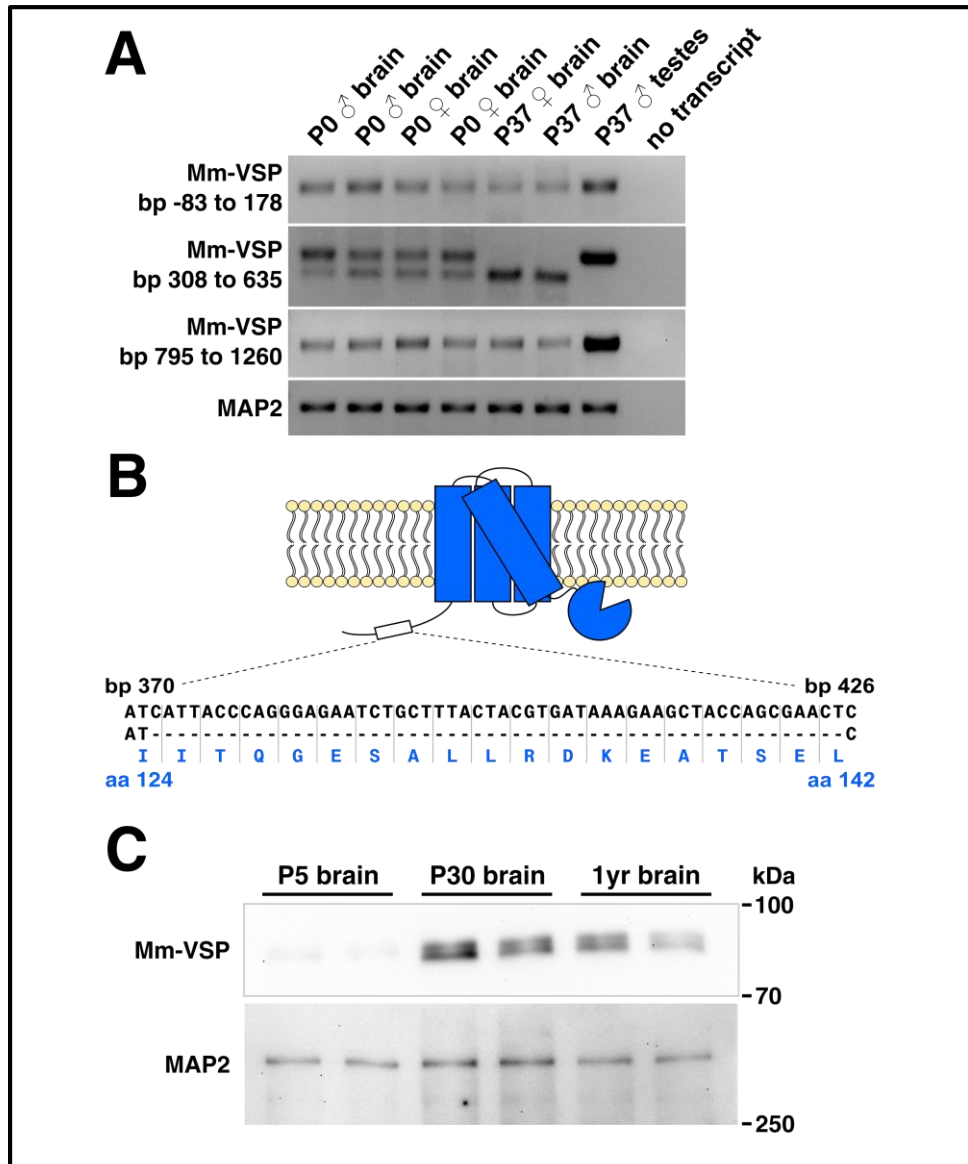 A
P0 ♂ brain
P0 ♂ brain
P0 ♀ brain
P0 ♀ brain
P37 ♀ brain
P37 ♂ brain
P37 ♂ testes
no transcript
Mm-VSP
bp -83 to 178
Mm-VSP
bp 308 to 635
Mm-VSP
bp 795 to 1260
MAP2
B
bp 370 bp 426
ATCATTACCCAGGGAGAATCTGCTTTACTACGTGATAAAGAAGCTACCAGCGAACTC
AT------------------------------------------------------C
I I T Q G E S A L L R D K E A T S E L
aa 124 aa 142
C
P5 brain P30 brain 1yr brain kDa
-100
Mm-VSP
-70
MAP2
-250